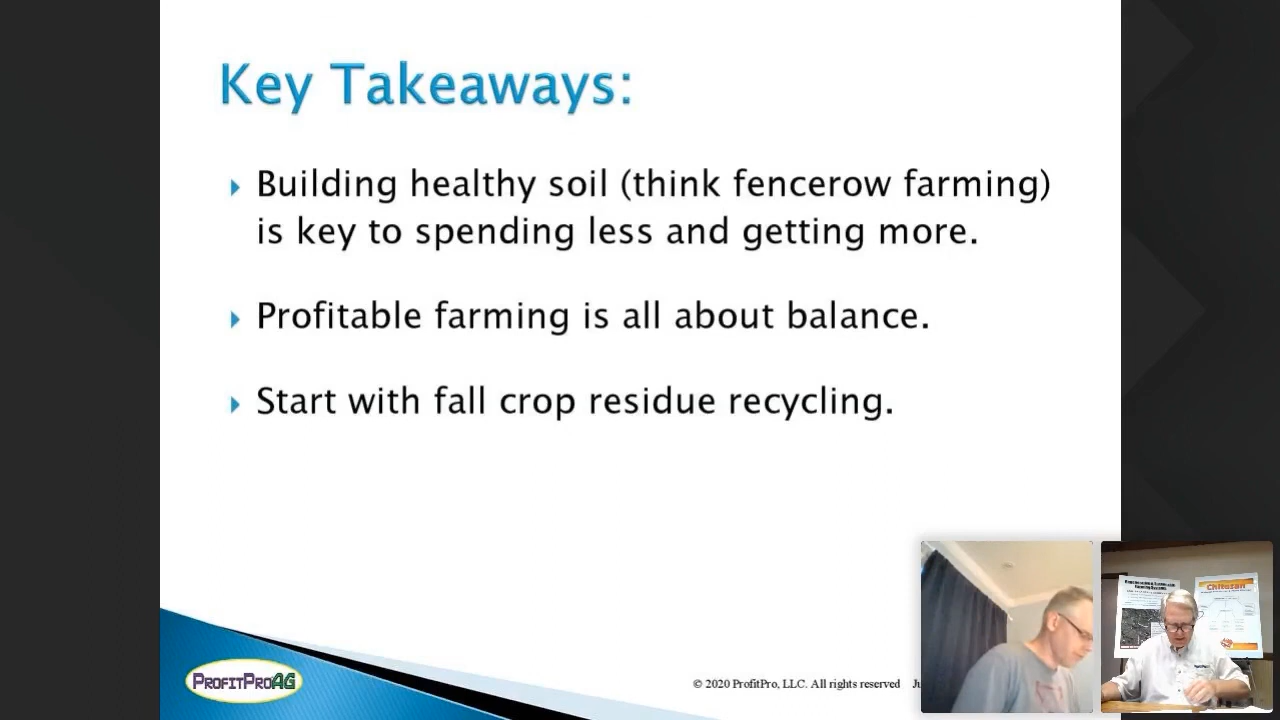 Key Takeaways:
Building healthy soil (think fencerow farming)
is key to spending less and getting more.
Profitable farming is all about balance.
Start with fall crop residue recycling.
PROFITPROAG
© 2020 ProfitPro, LLC. All rights reserved
Chitosan